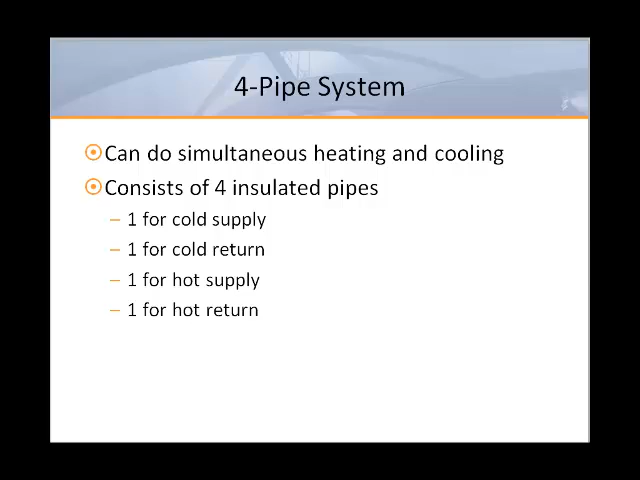 4-Pipe System
Can do simultaneous heating and cooling
Consists of 4 insulated pipes
– 1 for cold supply
– 1 for cold return
– 1 for hot supply
– 1 for hot return